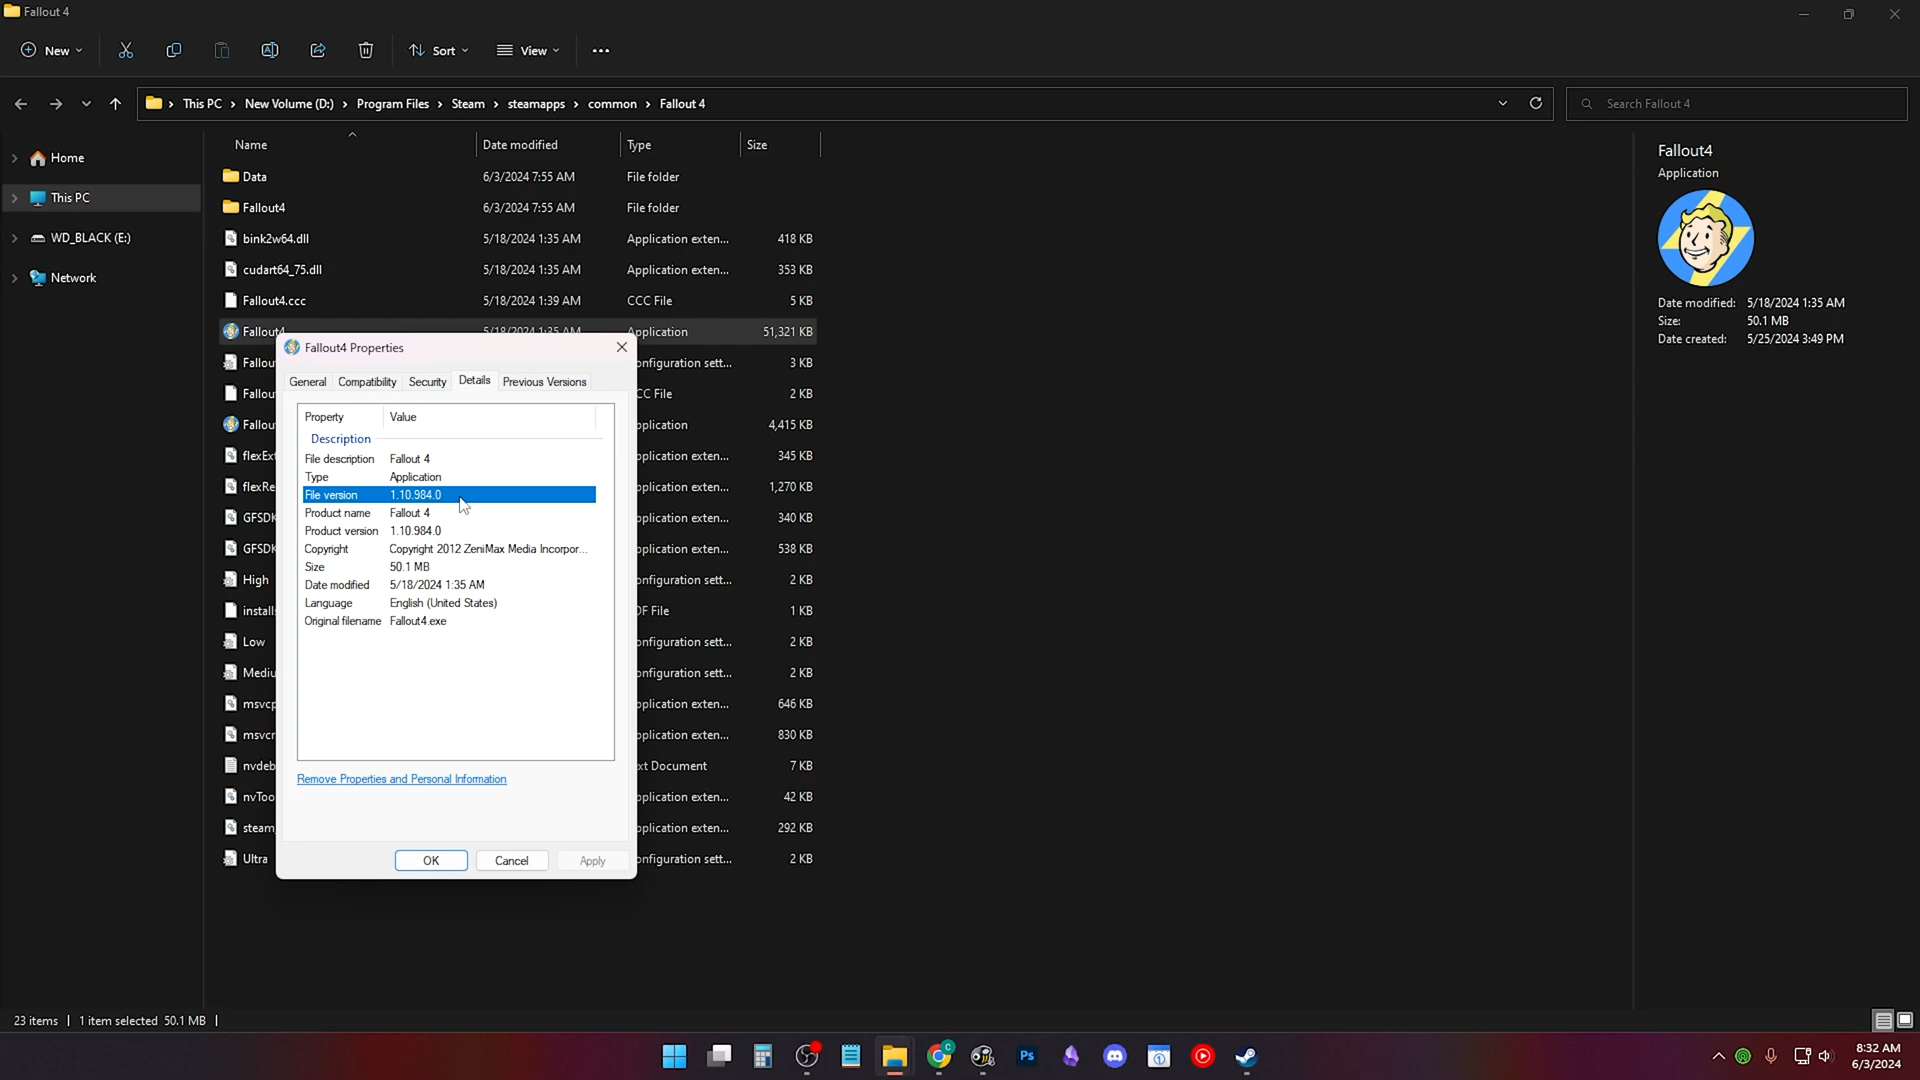 Fallout 4
New
Sort
View
This PC > New Volume (D:) > Program Files > Steam > steamapps > common > Fallout 4
Search Fallout 4
Home
This PC
WD_BLACK (E:)
Network
Name Date modified Type Size
Data 6/3/2024 7:55 AM File folder
Fallout4 6/3/2024 7:55 AM File folder
bink2w64.dll 5/18/2024 1:35 AM Application exten... 418 KB
cudart64_75.dll 5/18/2024 1:35 AM Application exten... 353 KB
Fallout4.ccc 5/18/2024 1:39 AM CCC File 5 KB
Fallout4 5/18/2024 1:35 AM Application 51,321 KB
Fallou onfiguration sett... 3 KB
Fallou CC File 2 KB
Fallou pplication 4,415 KB
flexExt pplication exten... 345 KB
flexRe pplication exten... 1,270 KB
GFSDK pplication exten... 340 KB
GFSDK pplication exten... 538 KB
High onfiguration sett... 2 KB
install DF File 1 KB
Low onfiguration sett... 2 KB
Mediu onfiguration sett... 2 KB
msvcp pplication exten... 646 KB
msvcr pplication exten... 830 KB
nvdeb xt Document 7 KB
nvToo pplication exten... 42 KB
steam pplication exten... 292 KB
Ultra onfiguration sett... 2 KB
Fallout4 Properties
General Compatibility Security Details Previous Versions
Property Value
Description
File description Fallout 4
Type Application
File version 1.10.984.0
Product name Fallout 4
Product version 1.10.984.0
Copyright Copyright 2012 ZeniMax Media Incorpor...
Size 50.1 MB
Date modified 5/18/2024 1:35 AM
Language English (United States)
Original filename Fallout4.exe
Remove Properties and Personal Information
OK Cancel Apply
Fallout4
Application
Date modified: 5/18/2024 1:35 AM
Size: 50.1 MB
Date created: 5/25/2024 3:49 PM
23 items | 1 item selected 50.1 MB |
C
Ps
8:32 AM
6/3/2024